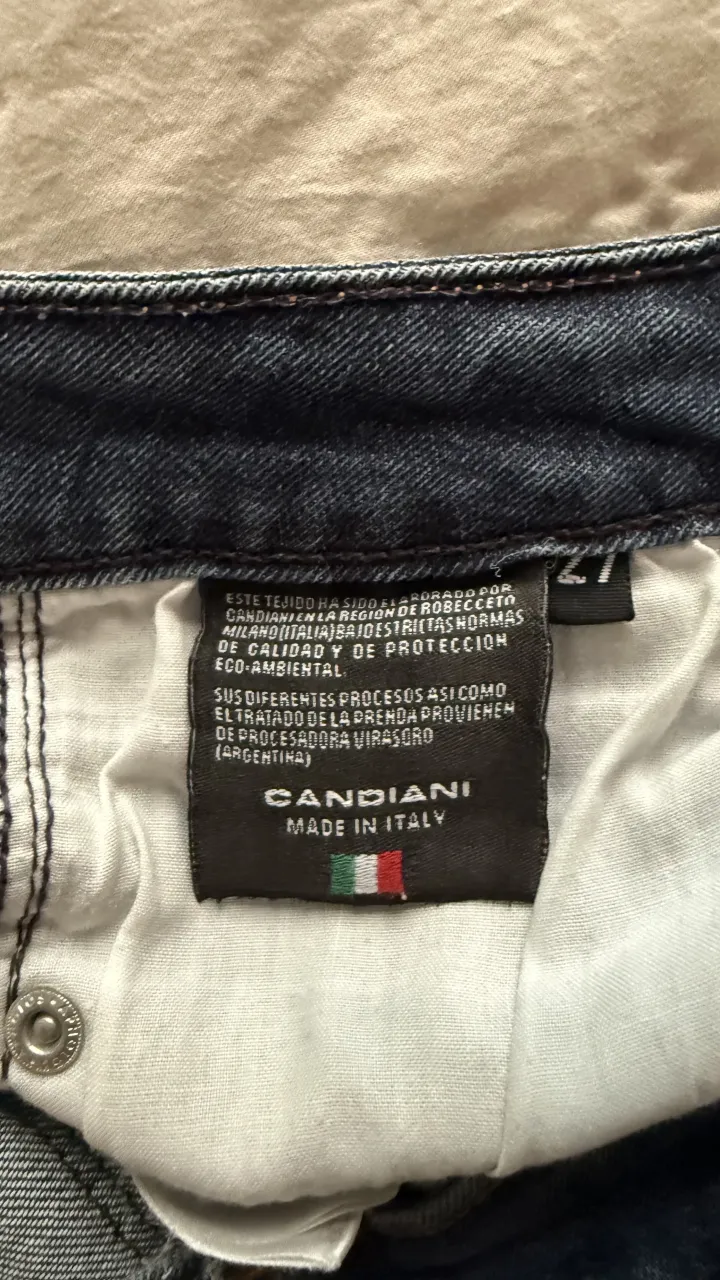 27
ESTE TEJIDO HA SIDO ELABORADO POR
CANDIANI EN LA REGION DE ROBECCETO
MILANO (ITALIA) BAJO ESTRICTAS NORMAS
DE CALIDAD Y DE PROTECCION
ECO-AMBIENTAL.
SUS DIFERENTES PROCESOS ASI COMO
EL TRATADO DE LA PRENDA PROVIENEN
DE PROCESADORA VIRASORO
(ARGENTINA)
CANDIANI
MADE IN ITALY